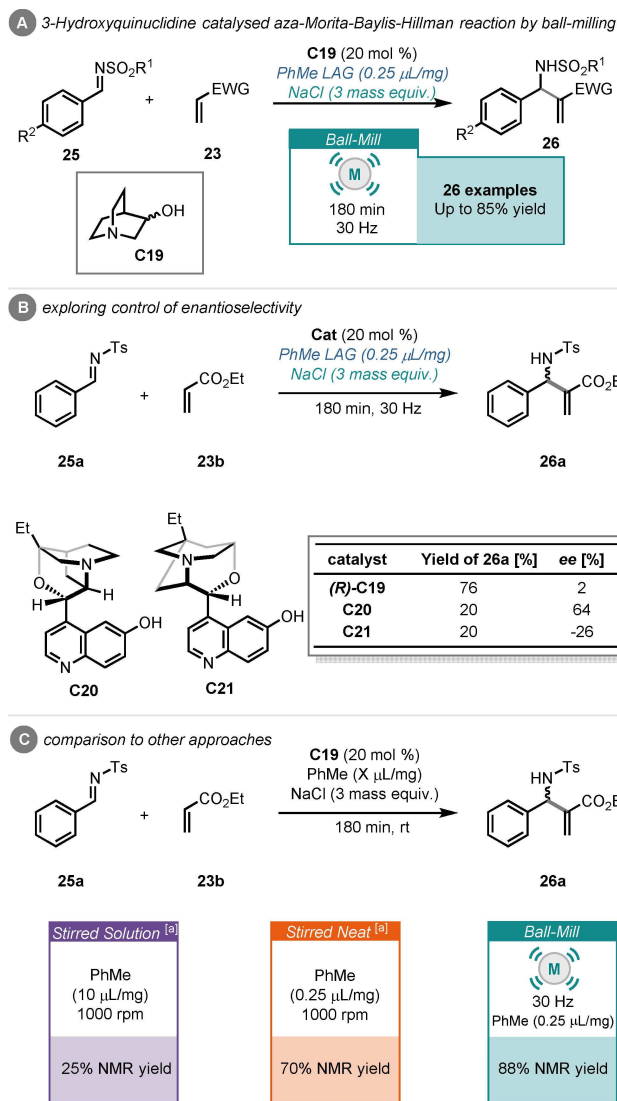 A 3-Hydroxyquinuclidine catalysed aza-Morita-Baylis-Hillman reaction by ball-milling
NSO₂R¹
R²
25
+
EWG
23
C19 (20 mol %)
PhMe LAG (0.25 μL/mg)
NaCl (3 mass equiv.)
NHSO₂R¹
EWG
R²
26
N
OH
C19
Ball-Mill
M
180 min
30 Hz
26 examples
Up to 85% yield
B exploring control of enantioselectivity
N Ts
25a
+
CO₂Et
23b
Cat (20 mol %)
PhMe LAG (0.25 μL/mg)
NaCl (3 mass equiv.)
180 min, 30 Hz
HN Ts
CO₂E
26a
Et
N
O
H H
OH
N
C20
Et
N
H O
OH
N
C21
catalyst Yield of 26a [%] ee [%]
(R)-C19 76 2
C20 20 64
C21 20 -26
C comparison to other approaches
N Ts
25a
+
CO₂Et
23b
C19 (20 mol %)
PhMe (X μL/mg)
NaCl (3 mass equiv.)
180 min, rt
HN Ts
CO₂E
26a
Stirred Solution [a]
PhMe
(10 μL/mg)
1000 rpm
25% NMR yield
Stirred Neat [a]
PhMe
(0.25 μL/mg)
1000 rpm
70% NMR yield
Ball-Mill
M
30 Hz
PhMe (0.25 μL/mg)
88% NMR yield